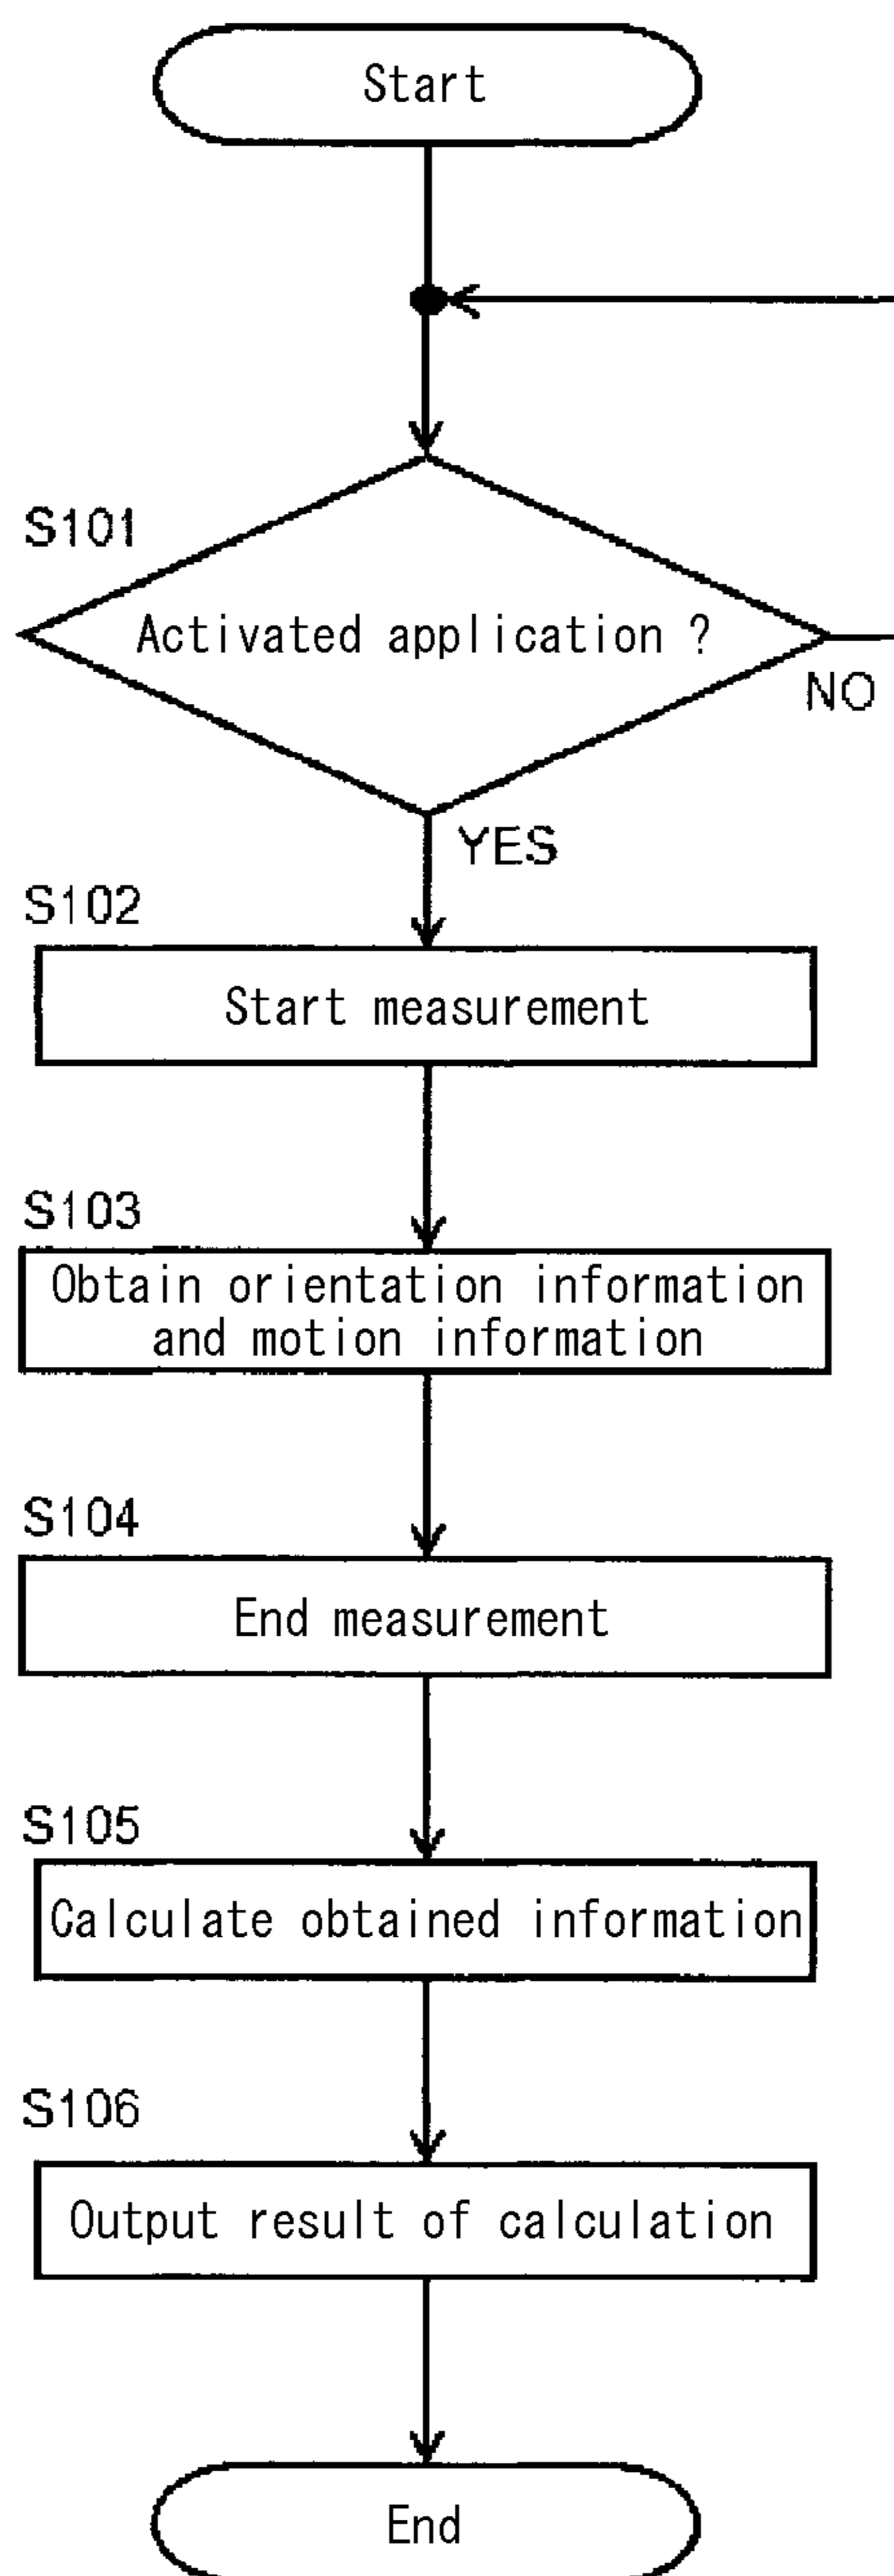 Start
S101
Activated application ?
NO
YES
S102
Start measurement
S103
Obtain orientation information
and motion information
S104
End measurement
S105
Calculate obtained information
S106
Output result of calculation
End